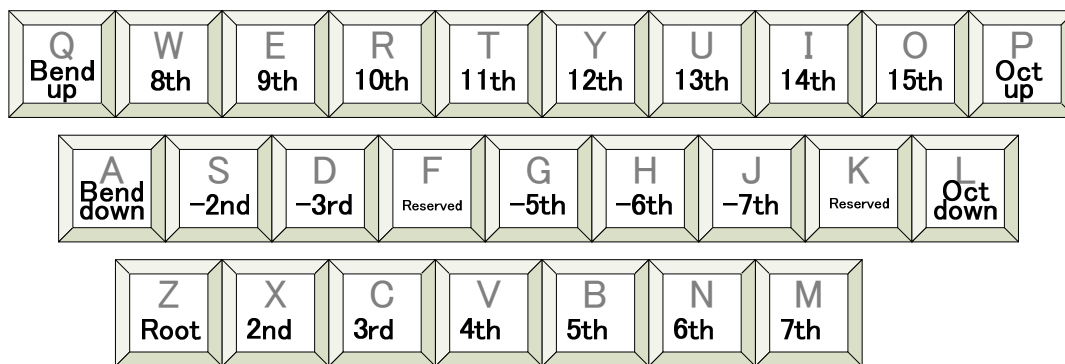 Q W E R T Y U I O P
Bend up 8th 9th 10th 11th 12th 13th 14th 15th Oct up
A S D F G H J K L
Bend down -2nd -3rd Reserved -5th -6th -7th Reserved Oct down
Z X C V B N M
Root 2nd 3rd 4th 5th 6th 7th